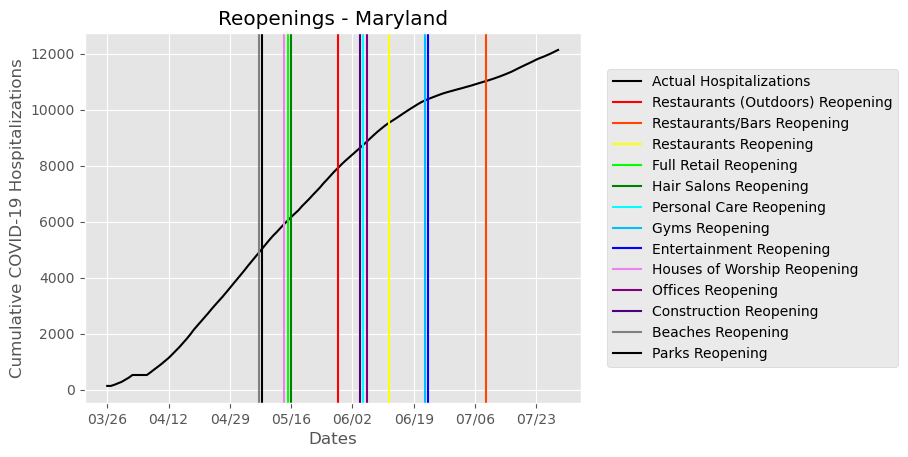 Reopenings - Maryland
Cumulative COVID-19 Hospitalizations
12000
10000
8000
6000
4000
2000
0
03/26 04/12 04/29 05/16 06/02 06/19 07/06 07/23
Dates
Actual Hospitalizations
Restaurants (Outdoors) Reopening
Restaurants/Bars Reopening
Restaurants Reopening
Full Retail Reopening
Hair Salons Reopening
Personal Care Reopening
Gyms Reopening
Entertainment Reopening
Houses of Worship Reopening
Offices Reopening
Construction Reopening
Beaches Reopening
Parks Reopening